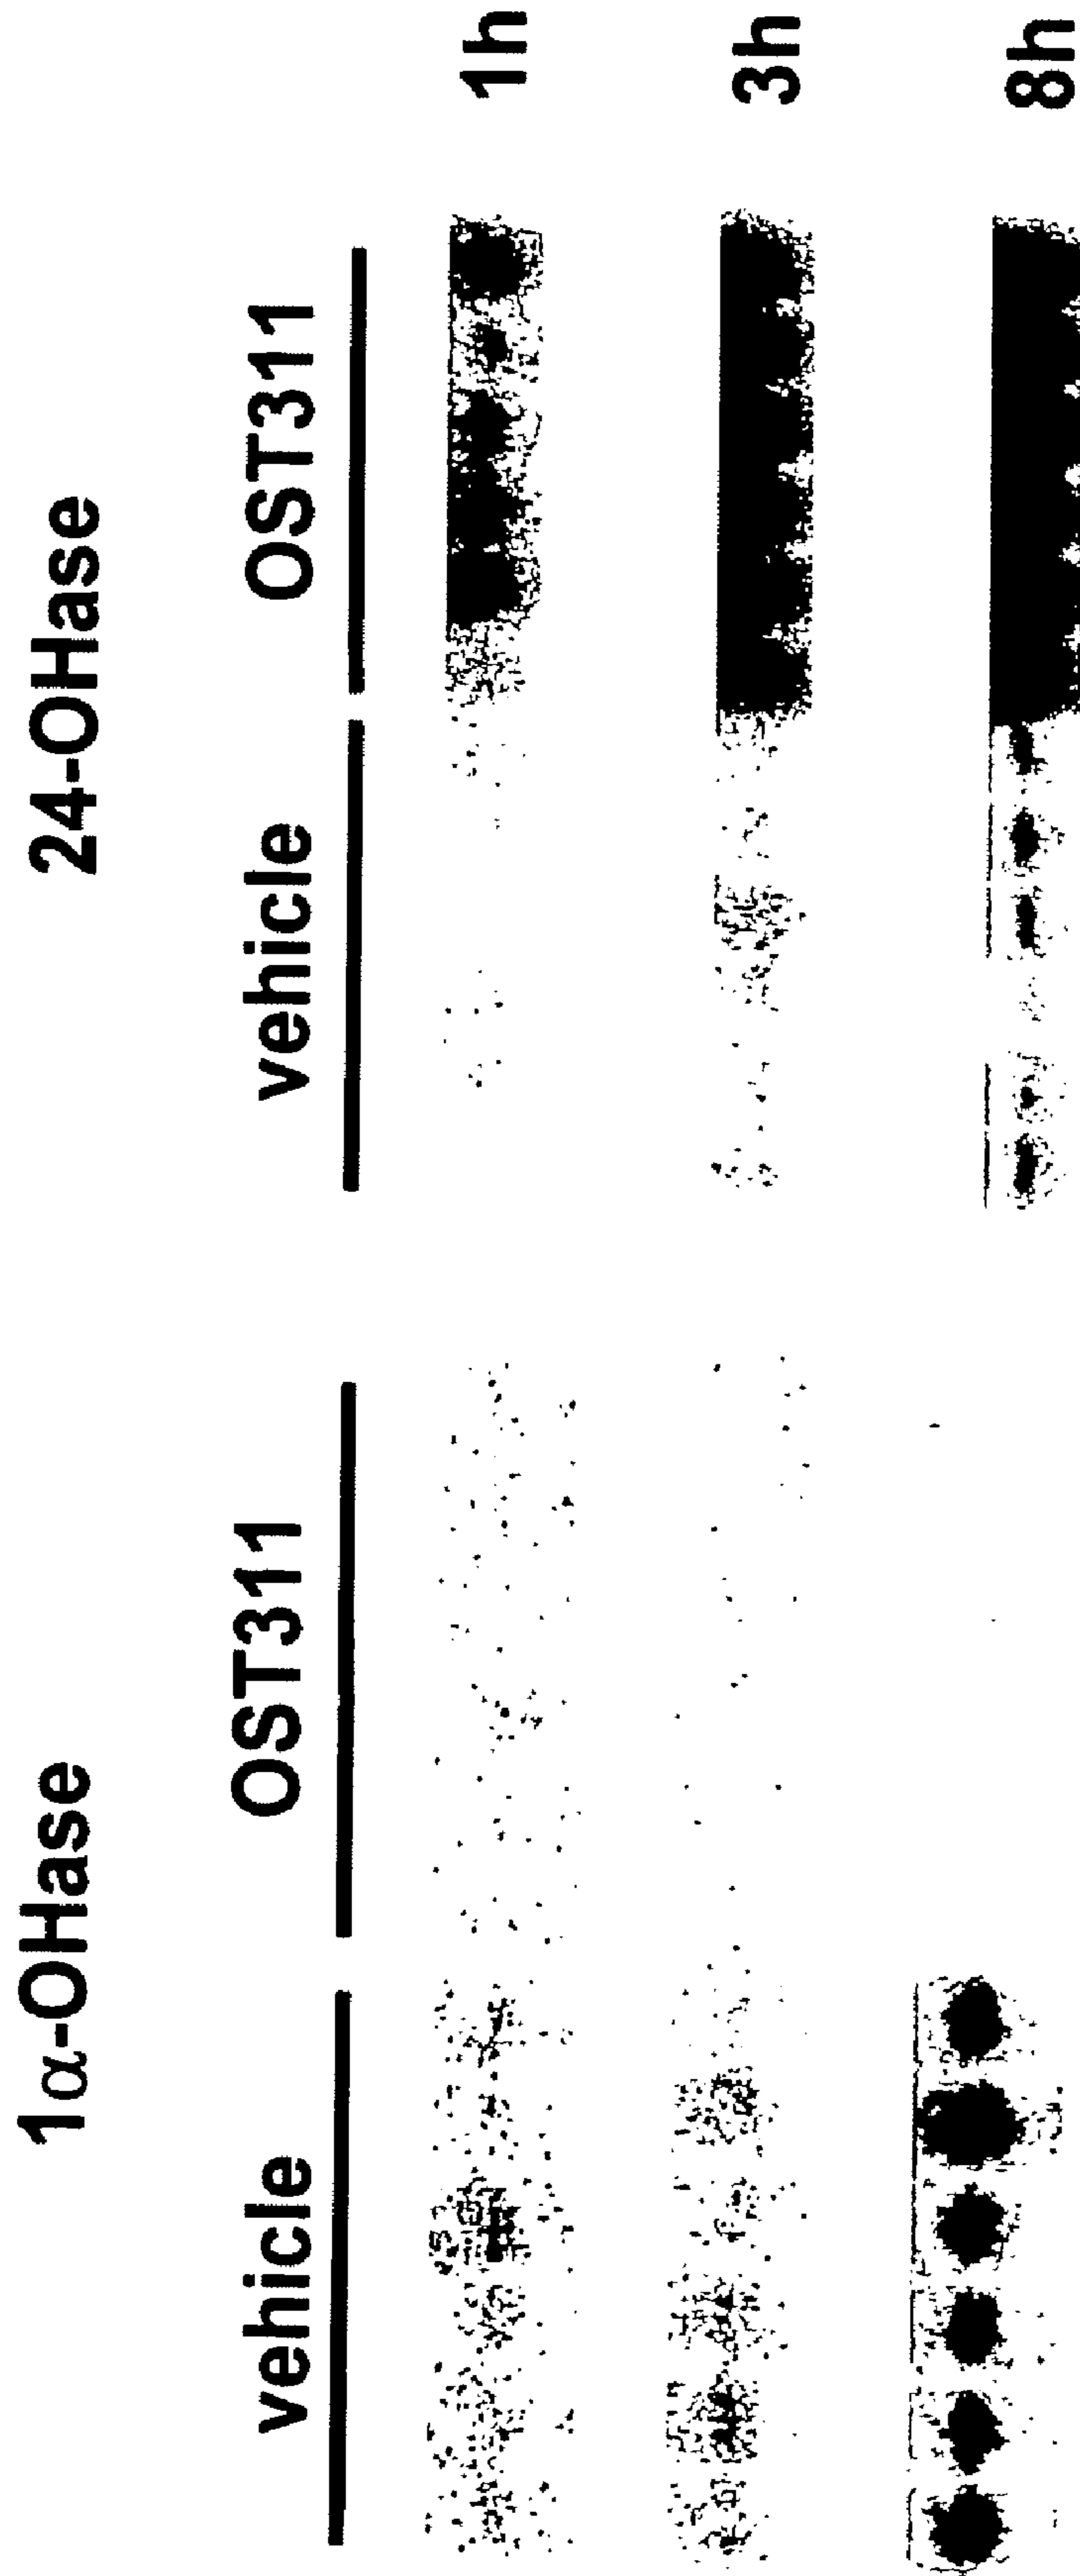 1α-OHase 24-OHase
vehicle OST311 vehicle OST311
1h
3h
8h